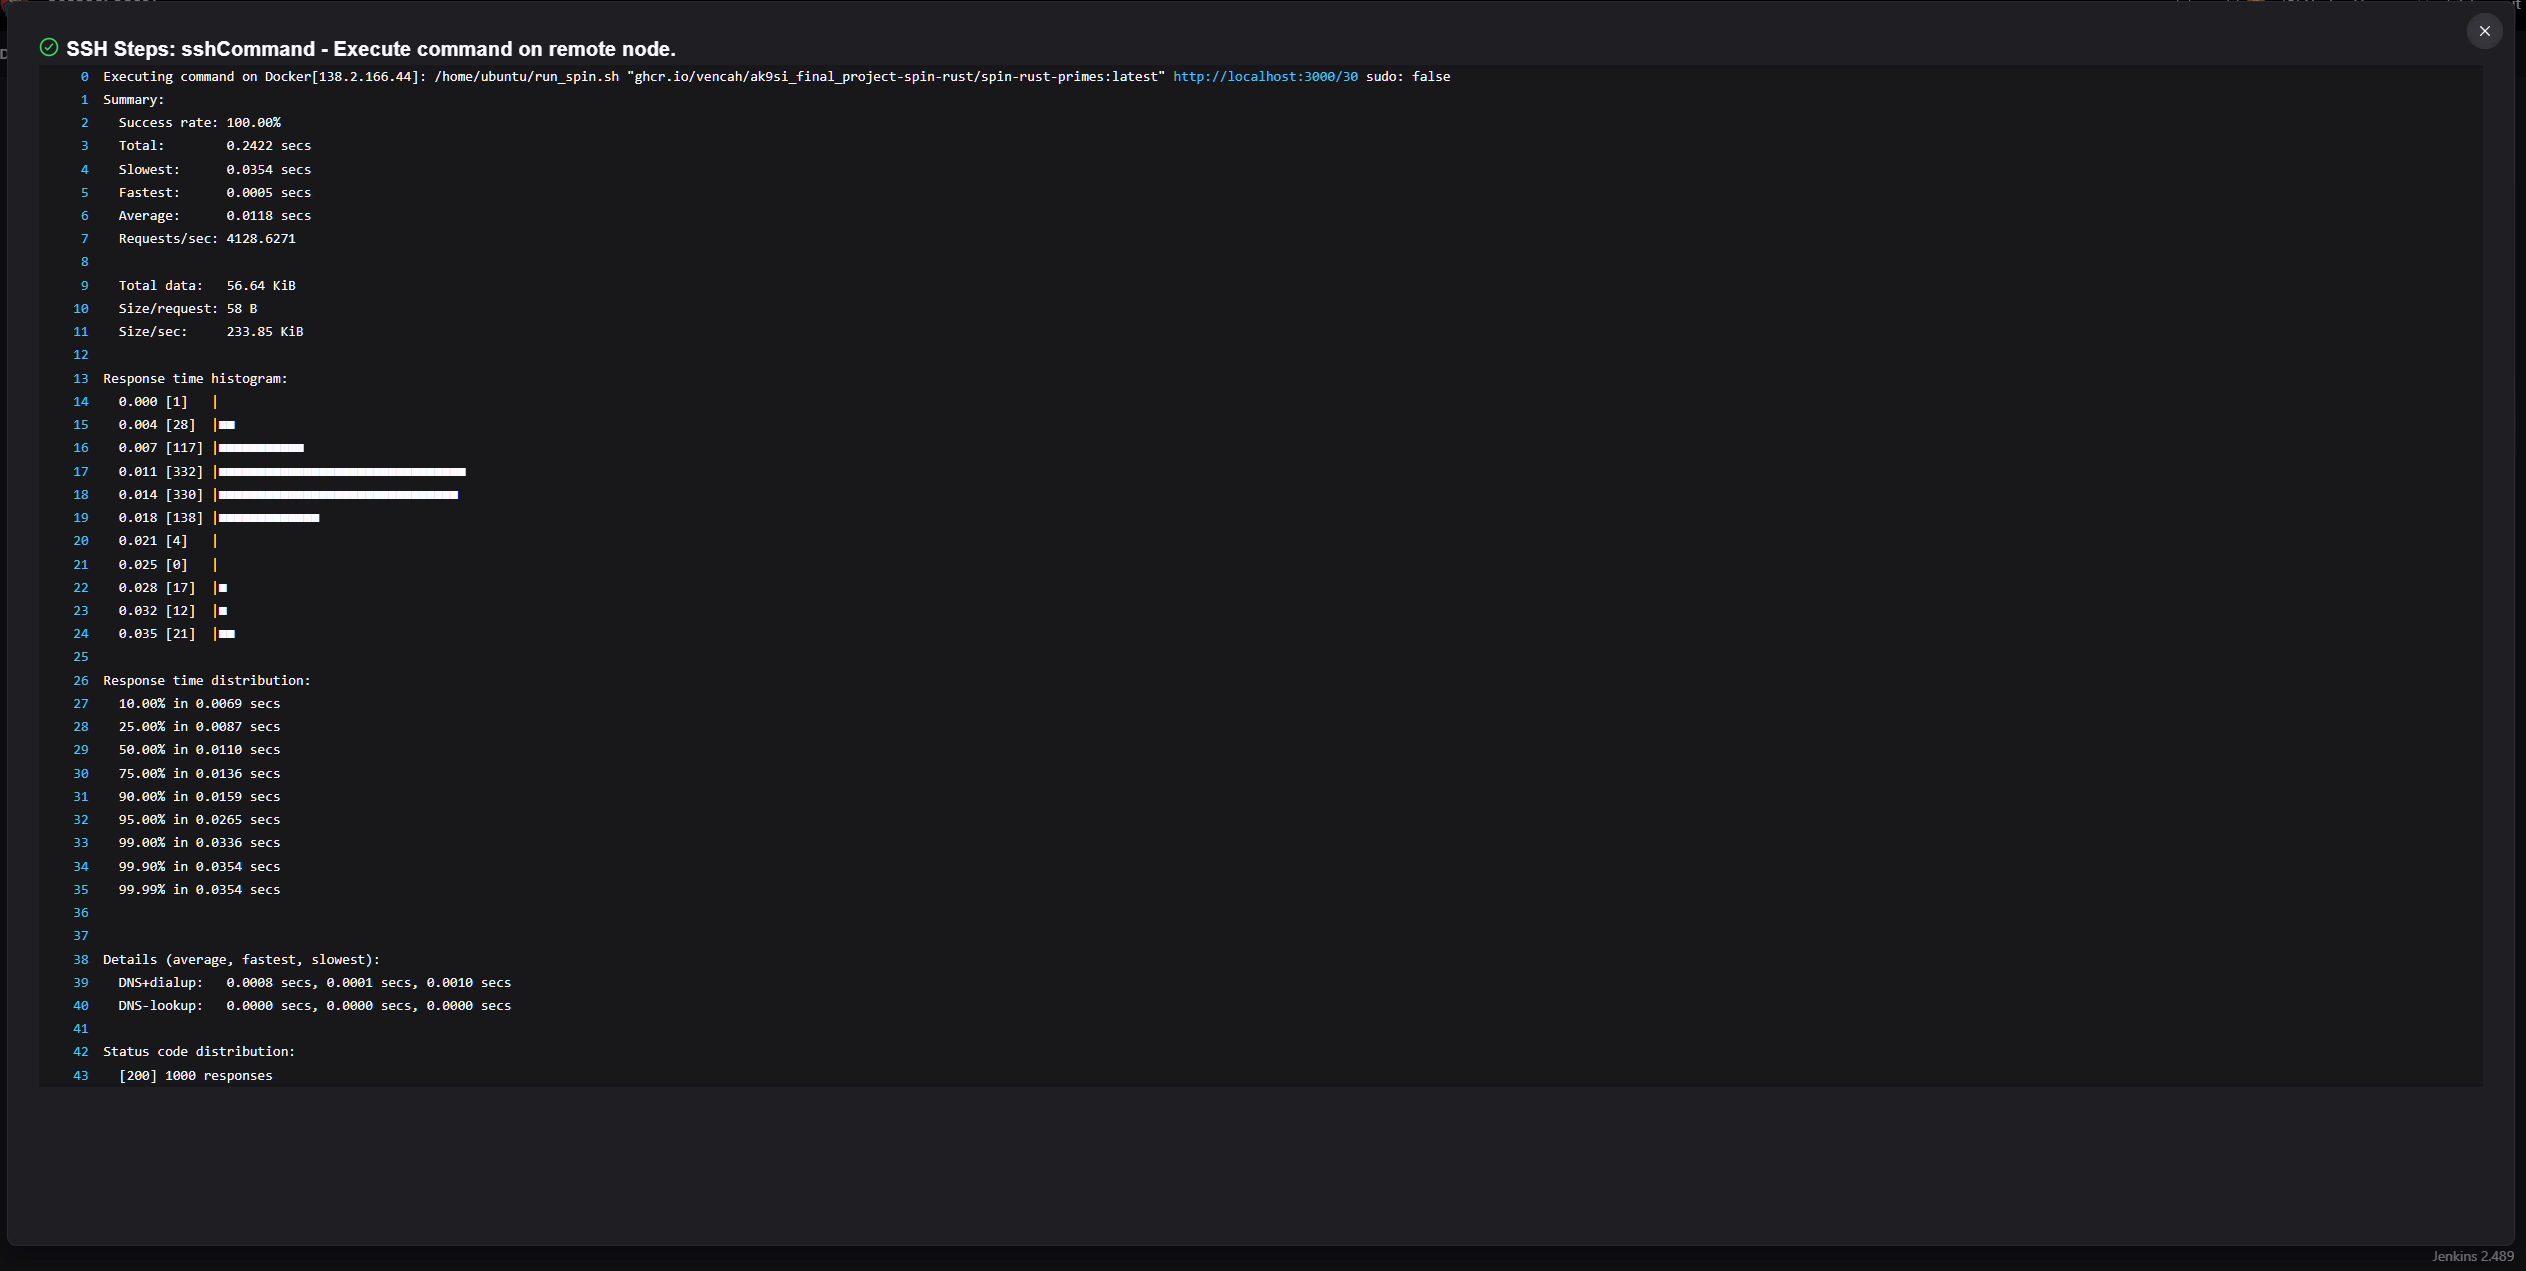 SSH Steps: sshCommand - Execute command on remote node.
0 Executing command on Docker[138.2.166.44]: /home/ubuntu/run_spin.sh "ghcr.io/vencah/ak9si_final_project-spin-rust/spin-rust-primes:latest" http://localhost:3000/30 sudo: false
1 Summary:
2 Success rate: 100.00%
3 Total: 0.2422 secs
4 Slowest: 0.0354 secs
5 Fastest: 0.0005 secs
6 Average: 0.0118 secs
7 Requests/sec: 4128.6271
8
9 Total data: 56.64 KiB
10 Size/request: 58 B
11 Size/sec: 233.85 KiB
12
13 Response time histogram:
14 0.000 [1] |
15 0.004 [28] |■■
16 0.007 [117] |■■■■■■■■■■■
17 0.011 [332] |■■■■■■■■■■■■■■■■■■■■■■■■■■■■■■■■
18 0.014 [330] |■■■■■■■■■■■■■■■■■■■■■■■■■■■■■■■
19 0.018 [138] |■■■■■■■■■■■■■
20 0.021 [4] |
21 0.025 [0] |
22 0.028 [17] |■
23 0.032 [12] |■
24 0.035 [21] |■■
25
26 Response time distribution:
27 10.00% in 0.0069 secs
28 25.00% in 0.0087 secs
29 50.00% in 0.0110 secs
30 75.00% in 0.0136 secs
31 90.00% in 0.0159 secs
32 95.00% in 0.0265 secs
33 99.00% in 0.0336 secs
34 99.90% in 0.0354 secs
35 99.99% in 0.0354 secs
36
37
38 Details (average, fastest, slowest):
39 DNS+dialup: 0.0008 secs, 0.0001 secs, 0.0010 secs
40 DNS-lookup: 0.0000 secs, 0.0000 secs, 0.0000 secs
41
42 Status code distribution:
43 [200] 1000 responses
Jenkins 2.489